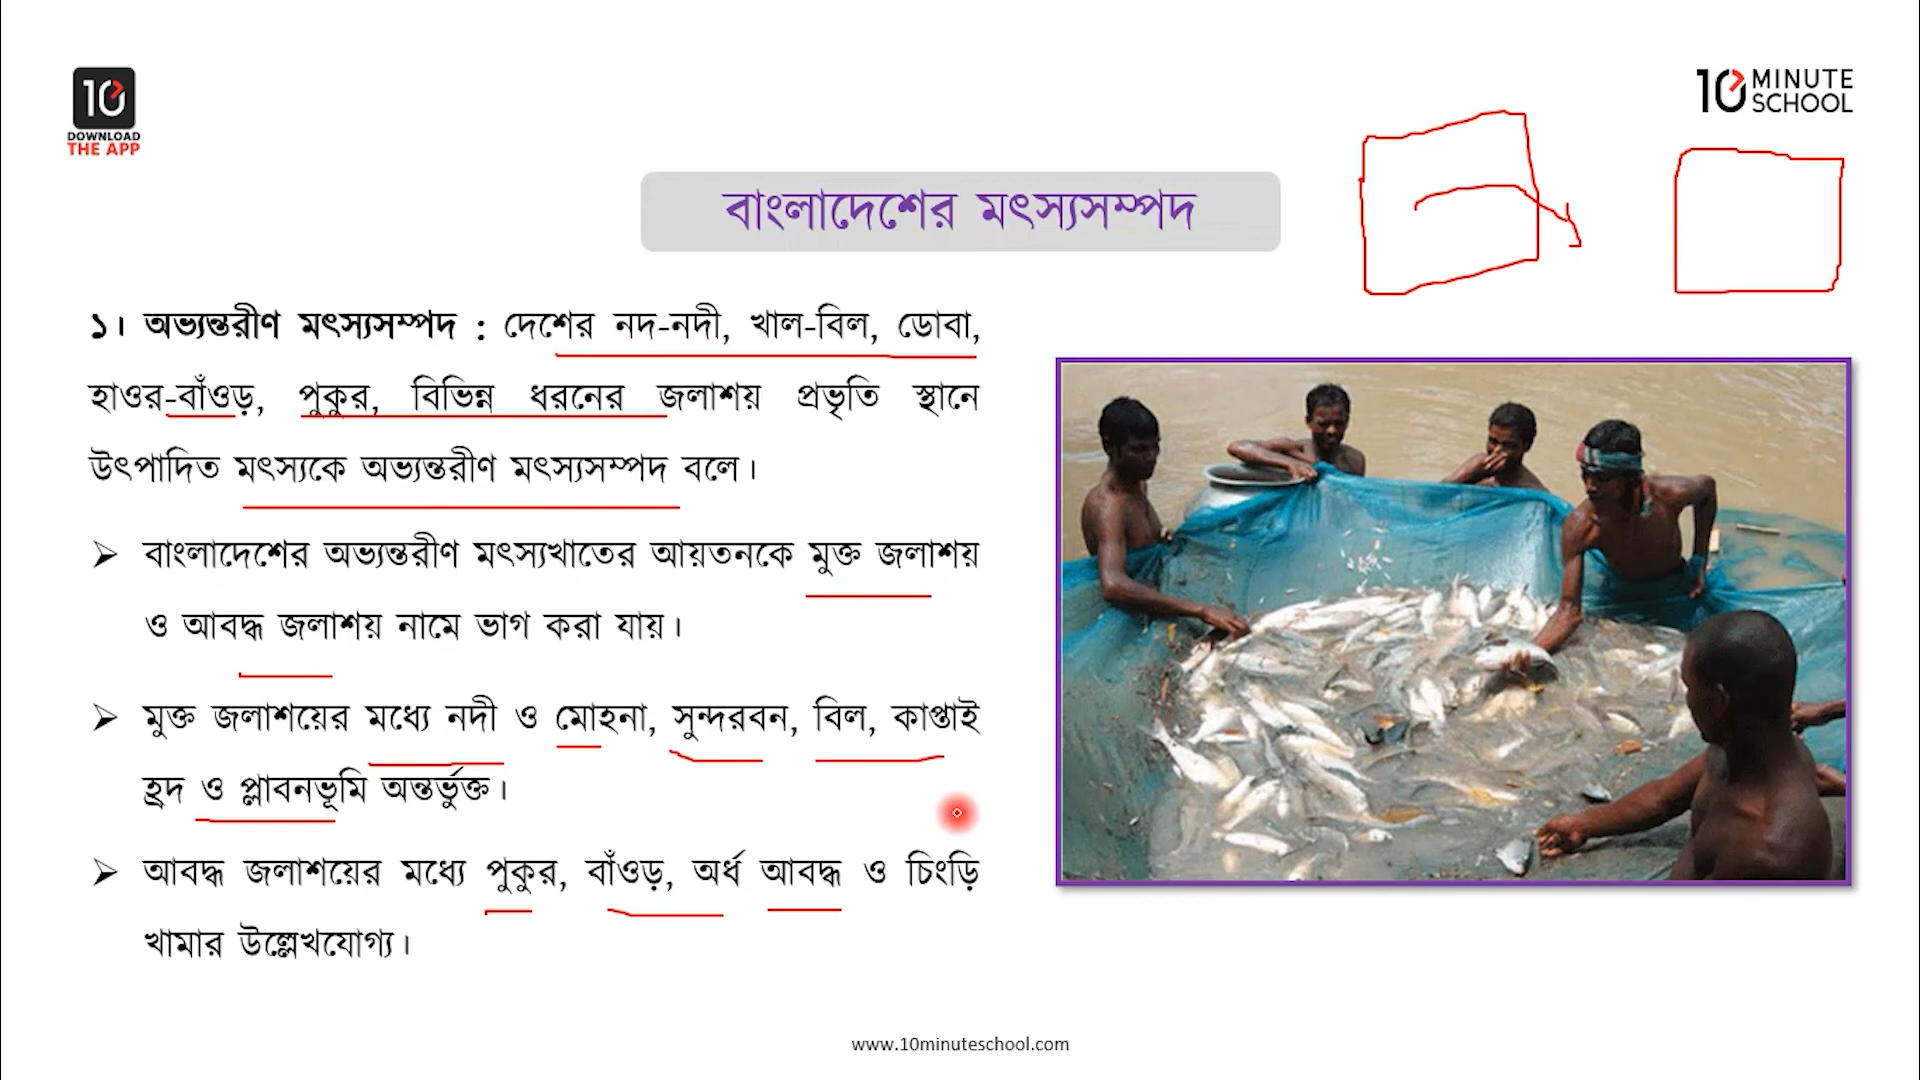 10
DOWNLOAD
THE APP
10 MINUTE
SCHOOL
বাংলাদেশের মৎস্যসম্পদ
১। অভ্যন্তরীণ মৎস্যসম্পদ : দেশের নদ-নদী, খাল-বিল, ডোবা,
হাওর-বাঁওড়, পুকুর, বিভিন্ন ধরনের জলাশয় প্রভৃতি স্থানে
উৎপাদিত মৎস্যকে অভ্যন্তরীণ মৎস্যসম্পদ বলে।
➢ বাংলাদেশের অভ্যন্তরীণ মৎস্যখাতের আয়তনকে মুক্ত জলাশয়
ও আবদ্ধ জলাশয় নামে ভাগ করা যায়।
➢ মুক্ত জলাশয়ের মধ্যে নদী ও মোহনা, সুন্দরবন, বিল, কাপ্তাই
হ্রদ ও প্লাবনভূমি অন্তর্ভুক্ত।
➢ আবদ্ধ জলাশয়ের মধ্যে পুকুর, বাঁওড়, অর্ধ আবদ্ধ ও চিংড়ি
খামার উল্লেখযোগ্য।
www.10minuteschool.com